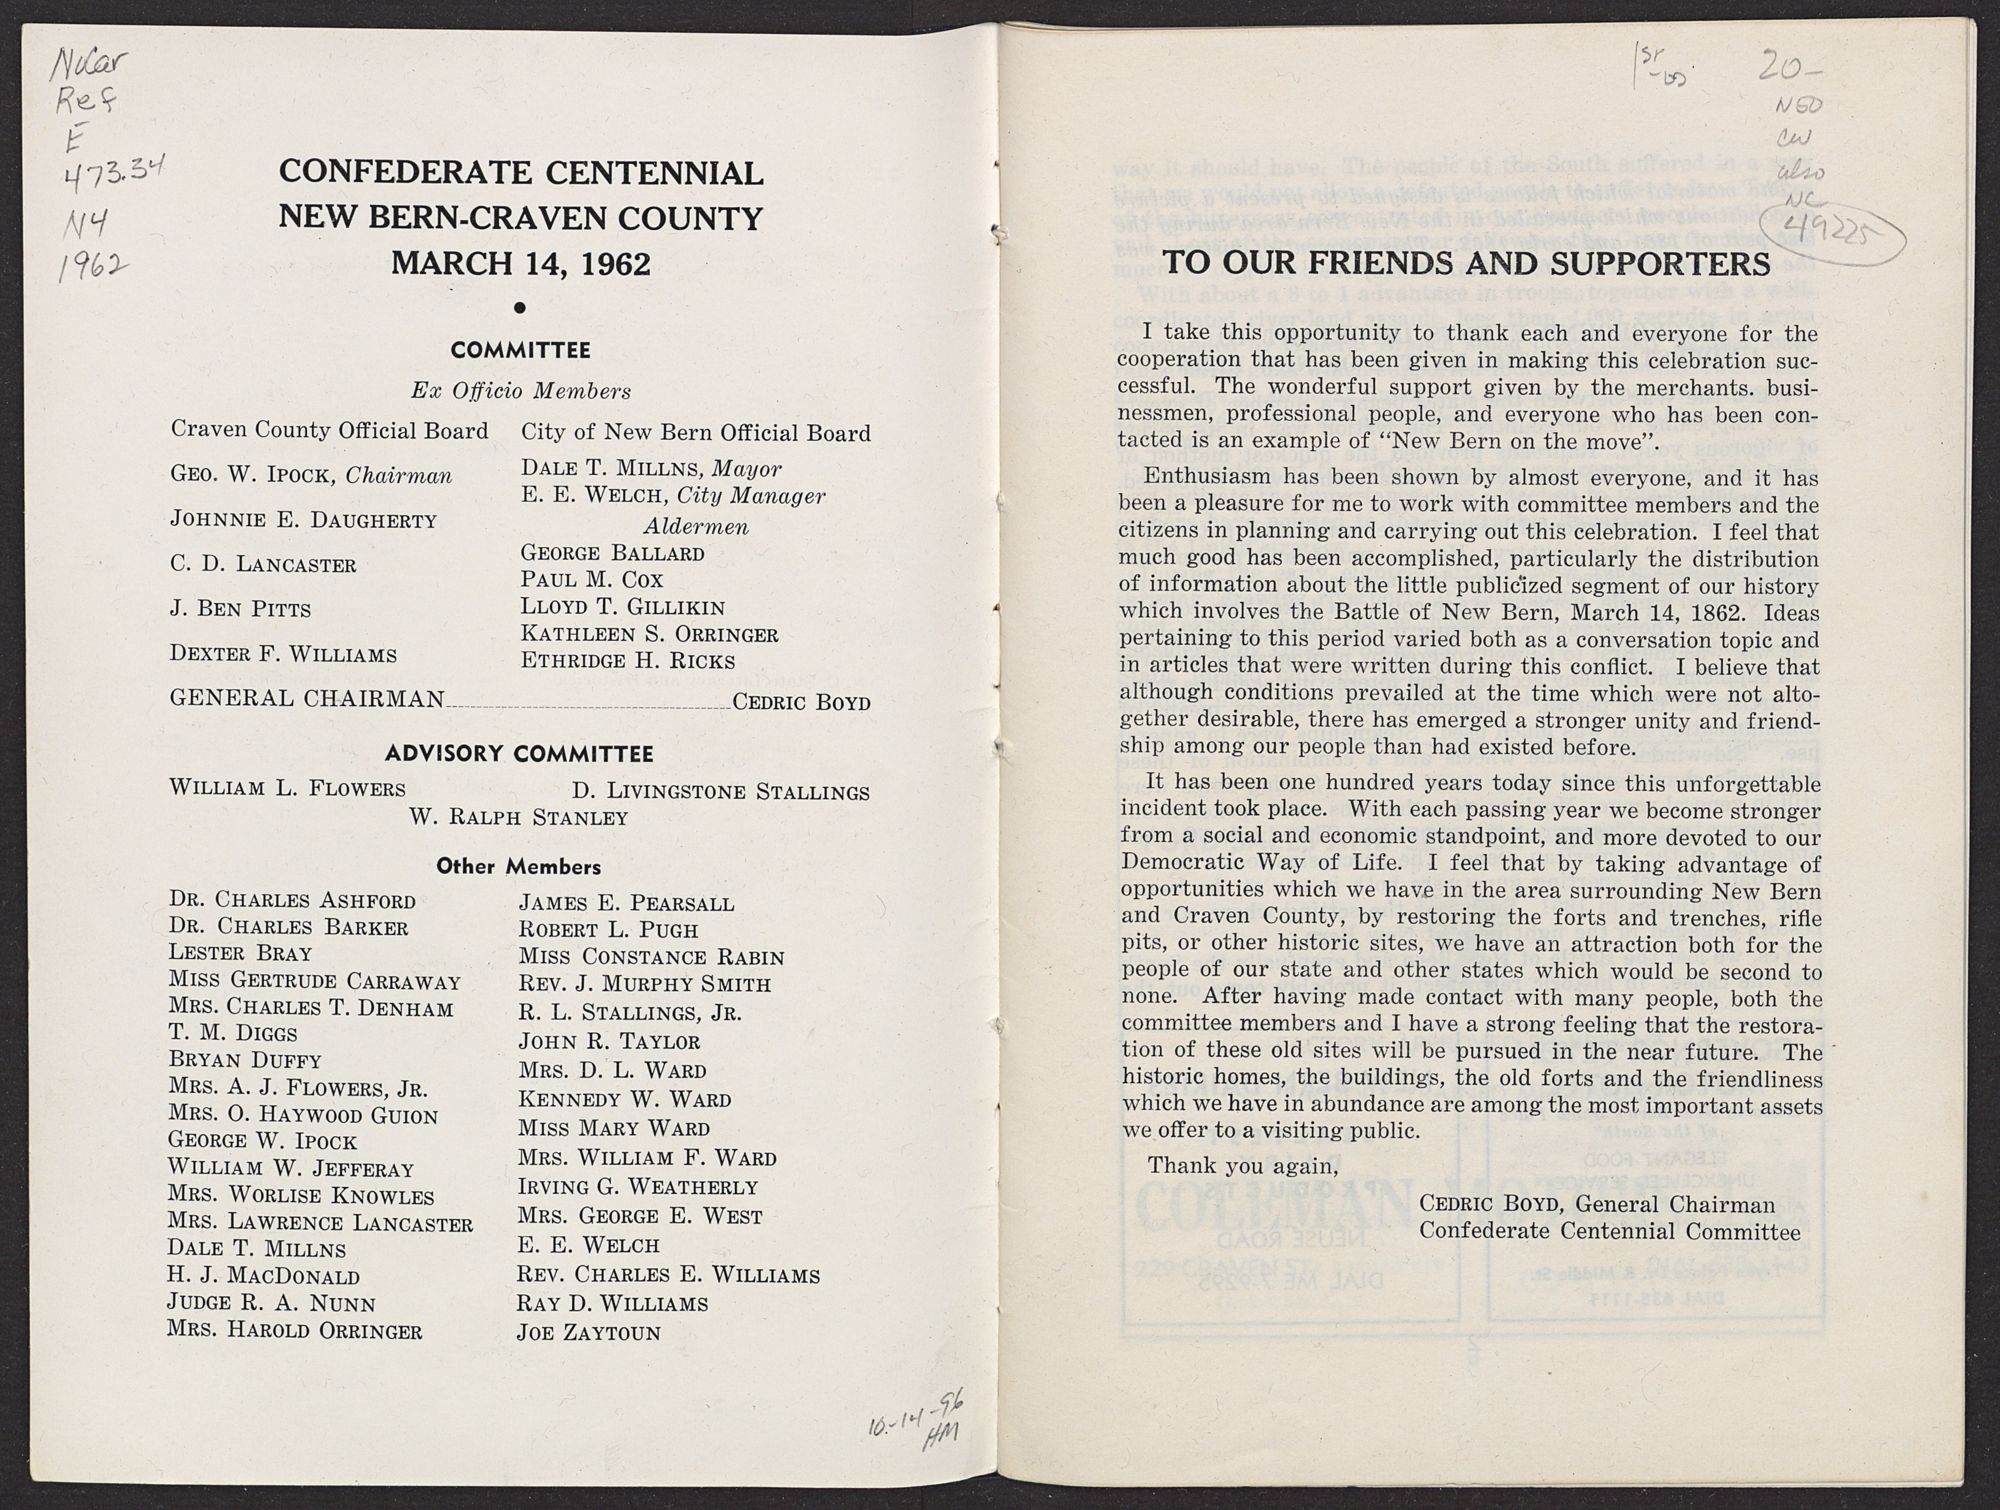 NCCar
Ref
E
473.34
N4
1962
CONFEDERATE CENTENNIAL
NEW BERN-CRAVEN COUNTY
MARCH 14, 1962
COMMITTEE
Ex Officio Members
Craven County Official Board
GEO. W. IPOCK, Chairman
JOHNNIE E. DAUGHERTY
C. D. LANCASTER
J. BEN PITTS
DEXTER F. WILLIAMS
City of New Bern Official Board
DALE T. MILLNS, Mayor
E. E. WELCH, City Manager
Aldermen
GEORGE BALLARD
PAUL M. COX
LLOYD T. GILLIKIN
KATHLEEN S. ORRINGER
ETHRIDGE H. RICKS
GENERAL CHAIRMAN CEDRIC BOYD
ADVISORY COMMITTEE
WILLIAM L. FLOWERS D. LIVINGSTONE STALLINGS
W. RALPH STANLEY
Other Members
DR. CHARLES ASHFORD
DR. CHARLES BARKER
LESTER BRAY
MISS GERTRUDE CARRAWAY
MRS. CHARLES T. DENHAM
T. M. DIGGS
BRYAN DUFFY
MRS. A. J. FLOWERS, JR.
MRS. O. HAYWOOD GUION
GEORGE W. IPOCK
WILLIAM W. JEFFERAY
MRS. WORLISE KNOWLES
MRS. LAWRENCE LANCASTER
DALE T. MILLNS
H. J. MACDONALD
JUDGE R. A. NUNN
MRS. HAROLD ORRINGER
JAMES E. PEARSALL
ROBERT L. PUGH
MISS CONSTANCE RABIN
REV. J. MURPHY SMITH
R. L. STALLINGS, JR.
JOHN R. TAYLOR
MRS. D. L. WARD
KENNEDY W. WARD
MISS MARY WARD
MRS. WILLIAM F. WARD
IRVING G. WEATHERLY
MRS. GEORGE E. WEST
E. E. WELCH
REV. CHARLES E. WILLIAMS
RAY D. WILLIAMS
JOE ZAYTOUN
10-14-96
HM
20-
NEO
CW
also
NC
49225
TO OUR FRIENDS AND SUPPORTERS
I take this opportunity to thank each and everyone for the
cooperation that has been given in making this celebration suc-
cessful. The wonderful support given by the merchants. busi-
nessmen, professional people, and everyone who has been con-
tacted is an example of “New Bern on the move”.
Enthusiasm has been shown by almost everyone, and it has
been a pleasure for me to work with committee members and the
citizens in planning and carrying out this celebration. I feel that
much good has been accomplished, particularly the distribution
of information about the little publicized segment of our history
which involves the Battle of New Bern, March 14, 1862. Ideas
pertaining to this period varied both as a conversation topic and
in articles that were written during this conflict. I believe that
although conditions prevailed at the time which were not alto-
gether desirable, there has emerged a stronger unity and friend-
ship among our people than had existed before.
It has been one hundred years today since this unforgettable
incident took place. With each passing year we become stronger
from a social and economic standpoint, and more devoted to our
Democratic Way of Life. I feel that by taking advantage of
opportunities which we have in the area surrounding New Bern
and Craven County, by restoring the forts and trenches, rifle
pits, or other historic sites, we have an attraction both for the
people of our state and other states which would be second to
none. After having made contact with many people, both the
committee members and I have a strong feeling that the restora-
tion of these old sites will be pursued in the near future. The
historic homes, the buildings, the old forts and the friendliness
which we have in abundance are among the most important assets
we offer to a visiting public.
Thank you again,
CEDRIC BOYD, General Chairman
Confederate Centennial Committee